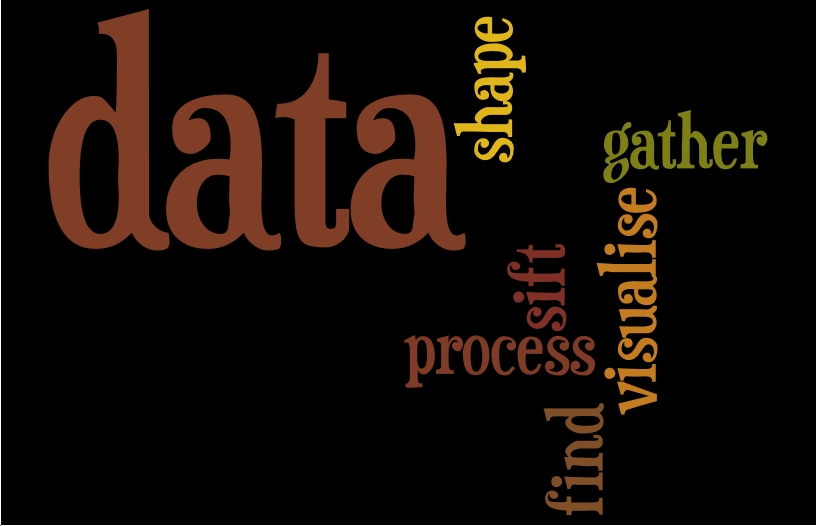 data
shape
gather
visualise
sift
process
find